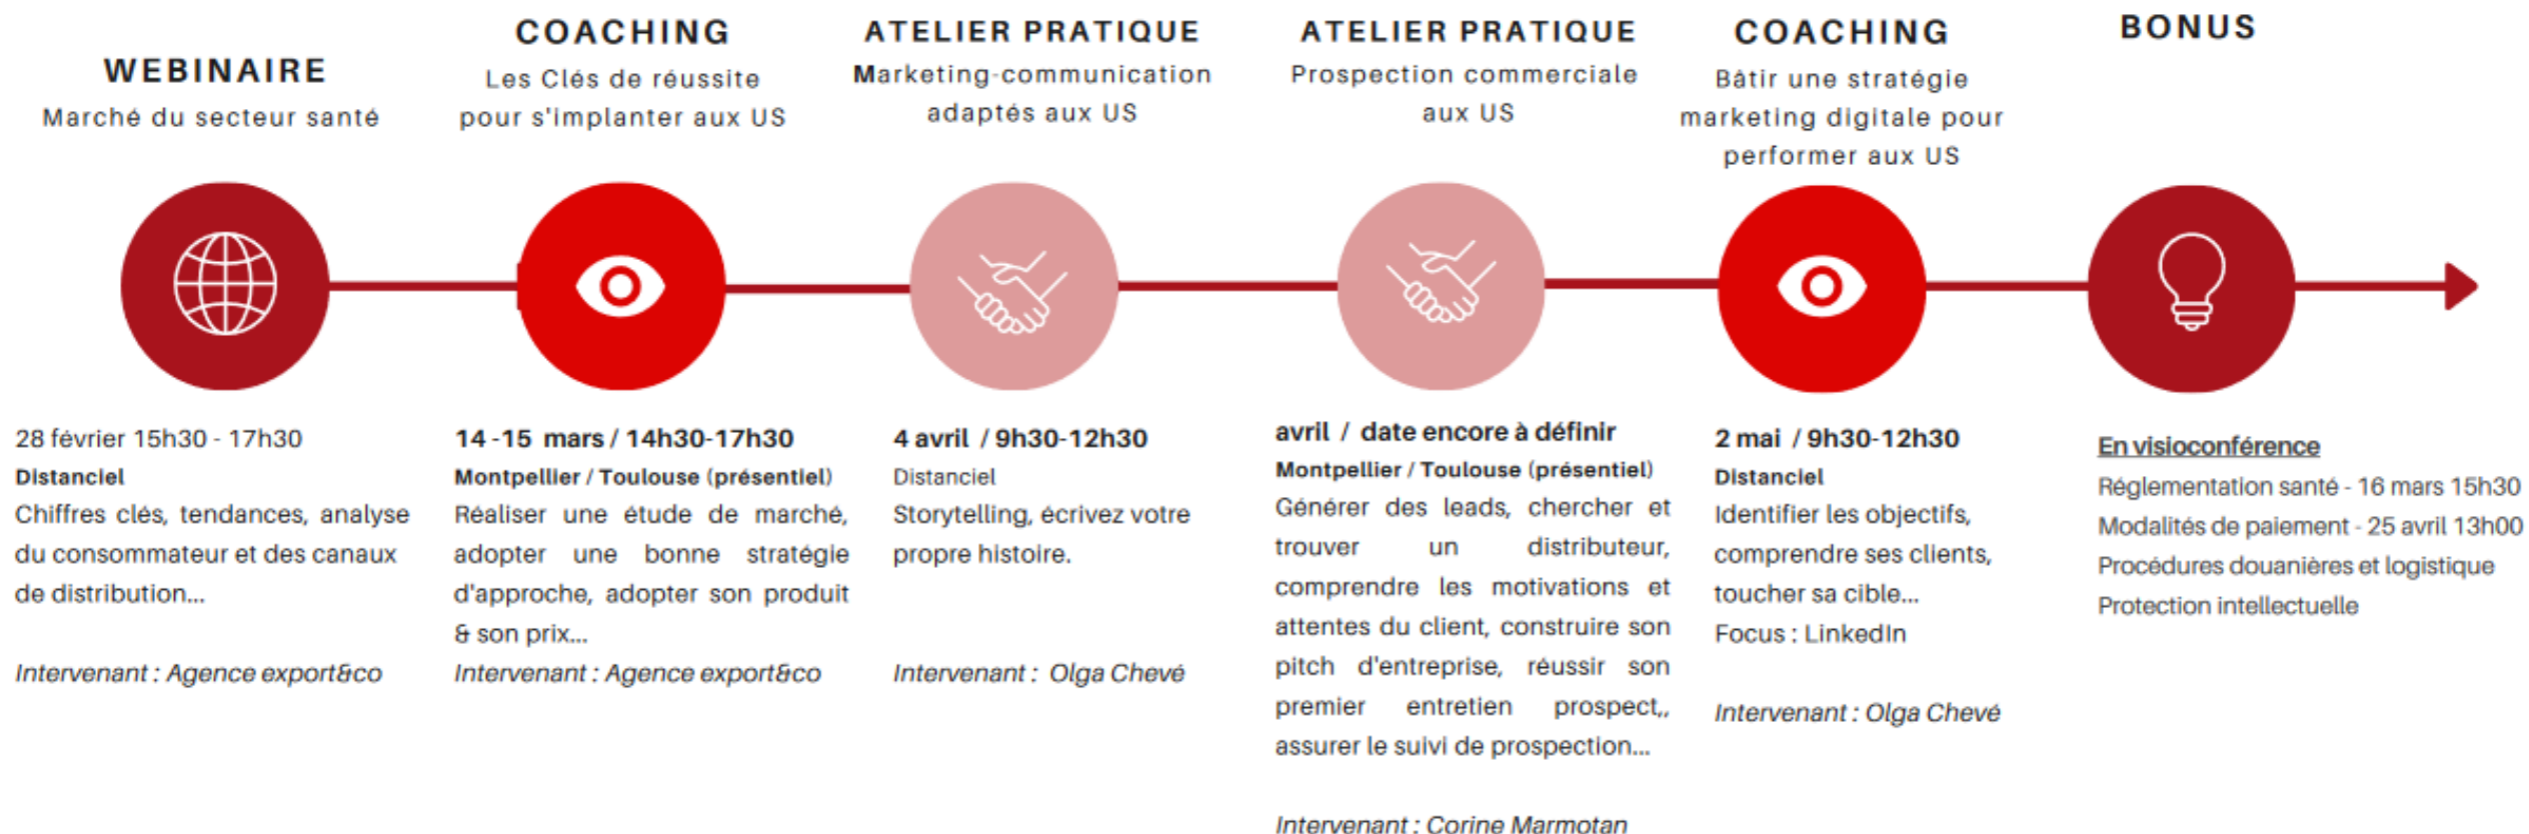 WEBINAIRE
Marché du secteur santé
28 février 15h30 - 17h30
Distanciel
Chiffres clés, tendances, analyse
du consommateur et des canaux
de distribution...
Intervenant : Agence export&co
COACHING
Les Clés de réussite
pour s'implanter aux US
14 -15 mars / 14h30-17h30
Montpellier / Toulouse (présentiel)
Réaliser une étude de marché,
adopter une bonne stratégie
d'approche, adopter son produit
& son prix...
Intervenant : Agence export&co
ATELIER PRATIQUE
Marketing-communication
adaptés aux US
4 avril / 9h30-12h30
Distanciel
Storytelling, écrivez votre
propre histoire.
Intervenant : Olga Chevé
ATELIER PRATIQUE
Prospection commerciale
aux US
avril / date encore à définir
Montpellier / Toulouse (présentiel)
Générer des leads, chercher et
trouver un distributeur,
comprendre les motivations et
attentes du client, construire son
pitch d'entreprise, réussir son
premier entretien prospect,,
assurer le suivi de prospection...
Intervenant : Corine Marmotan
COACHING
Bâtir une stratégie
marketing digitale pour
performer aux US
2 mai / 9h30-12h30
Distanciel
Identifier les objectifs,
comprendre ses clients,
toucher sa cible...
Focus : LinkedIn
Intervenant : Olga Chevé
BONUS
En visioconférence
Réglementation santé - 16 mars 15h30
Modalités de paiement - 25 avril 13h00
Procédures douanières et logistique
Protection intellectuelle